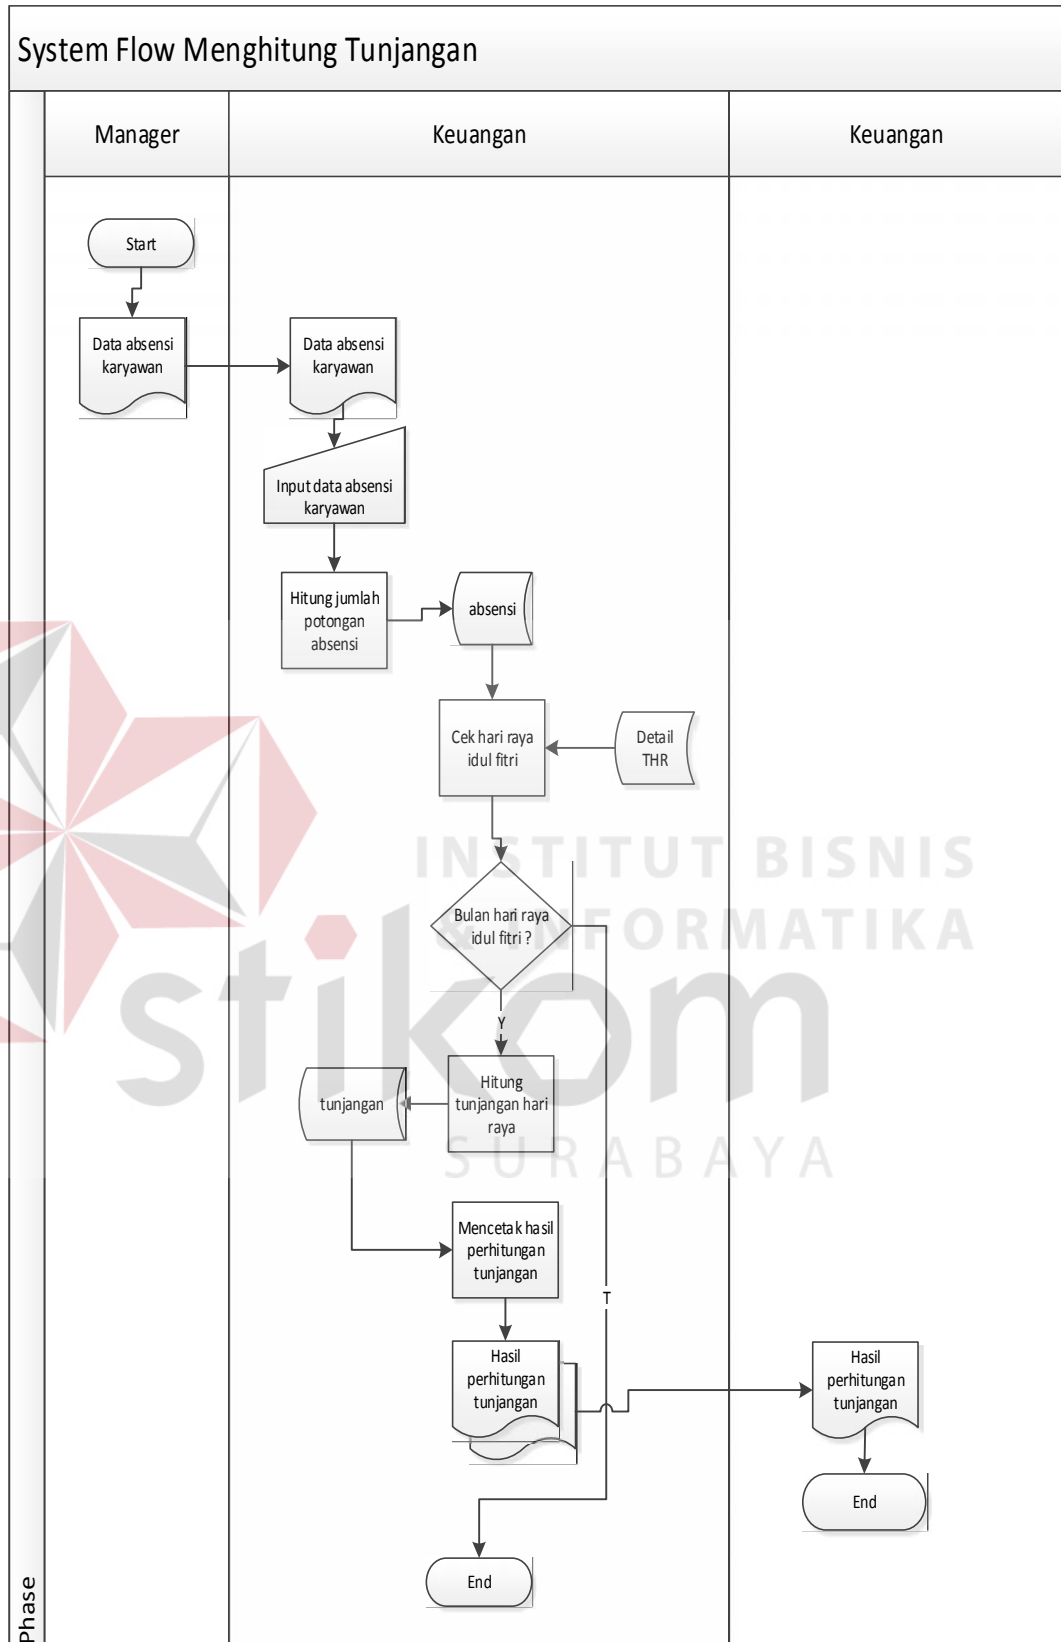 System Flow Menghitung Tunjangan
Manager
Keuangan
Keuangan
Phase
Start
Data absensi
karyawan
Data absensi
karyawan
Input data absensi
karyawan
Hitung jumlah
potongan
absensi
absensi
Cek hari raya
idul fitri
Detail
THR
INSTITUT BISNIS
& INFORMATIKA
stikom
SURABAYA
Bulan hari raya
idul fitri ?
Y
Hitung
tunjangan hari
raya
tunjangan
Mencetak hasil
perhitungan
tunjangan
T
Hasil
perhitungan
tunjangan
Hasil
perhitungan
tunjangan
End
End